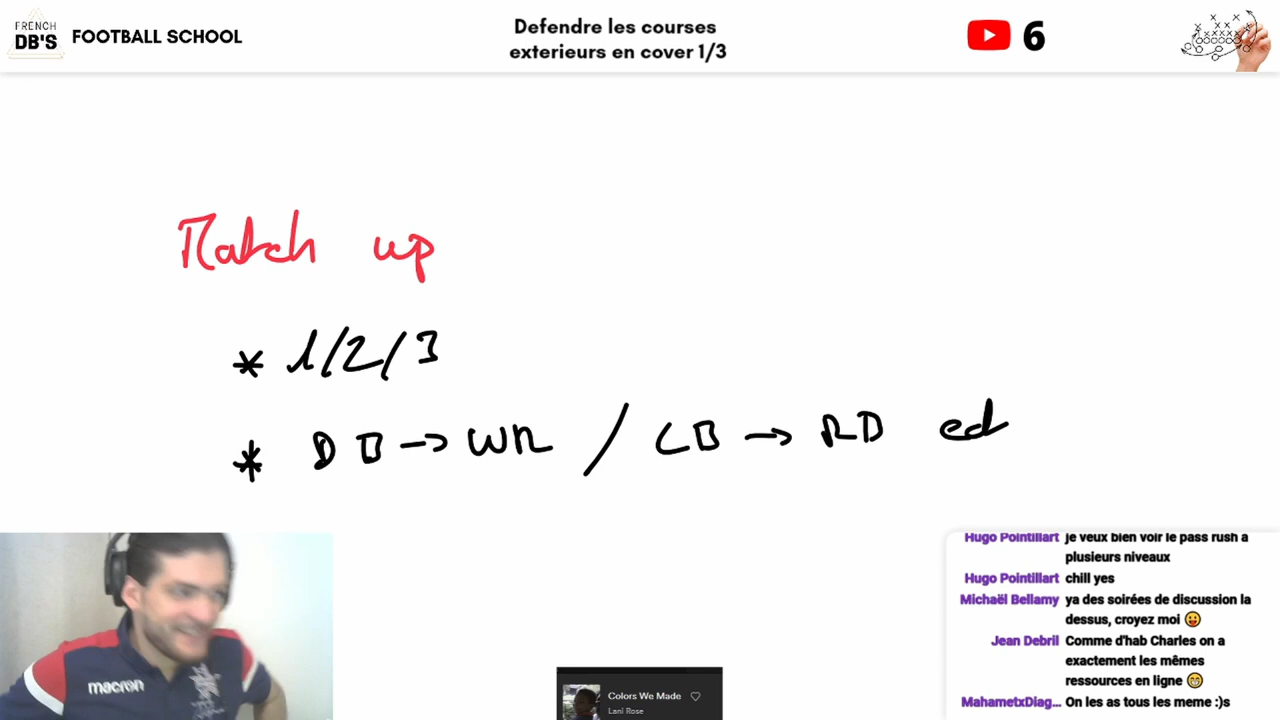 FRENCH
DB'S
FOOTBALL SCHOOL
Defendre les courses
exterieurs en cover 1/3
6
Match up
* 1/2/3
* DB → WR / LB → RB ect
macron
Hugo Pointillart je veux bien voir le pass rush a
plusieurs niveaux
Hugo Pointillart chill yes
Michaël Bellamy ya des soirées de discussion la
dessus, croyez moi 😛
Jean Debril Comme d'hab Charles on a
exactement les mêmes
ressources en ligne 😁
MahametxDiag... On les as tous les meme :)s
Colors We Made
Lani Rose